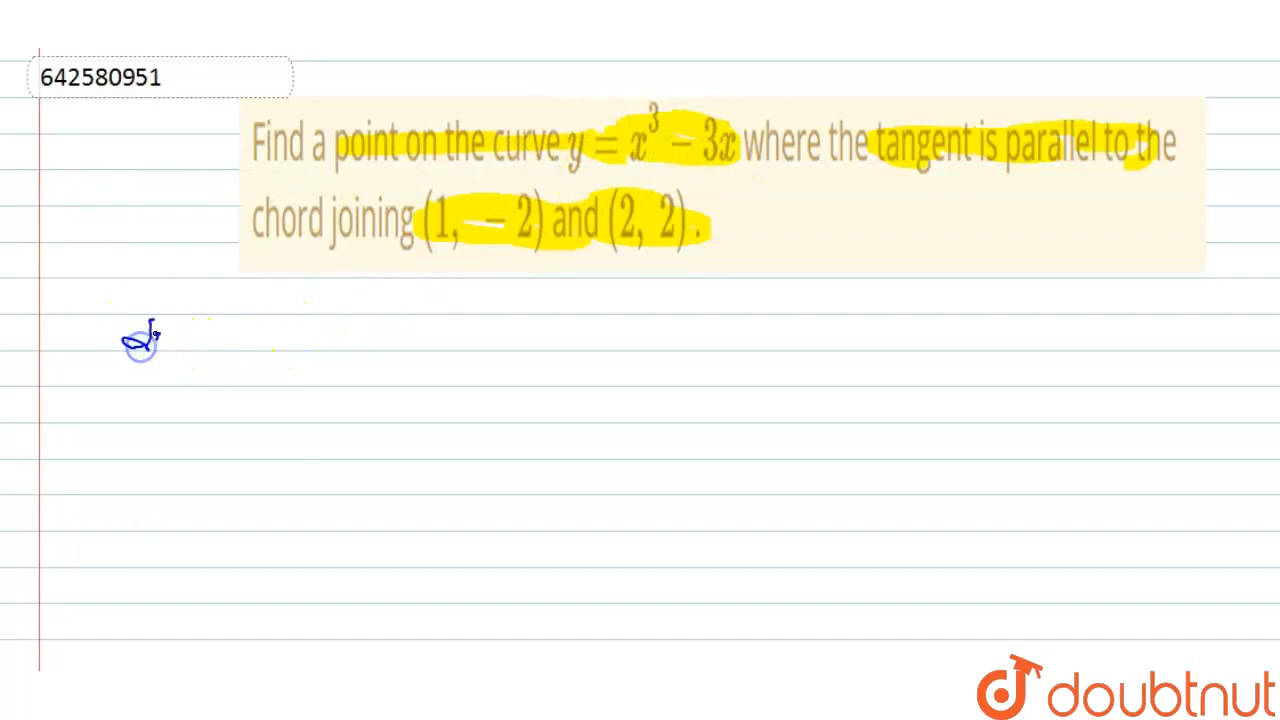 642580951
Find a point on the curve y = x³ − 3x where the tangent is parallel to the
chord joining (1, − 2) and (2, 2).
d
doubtnut